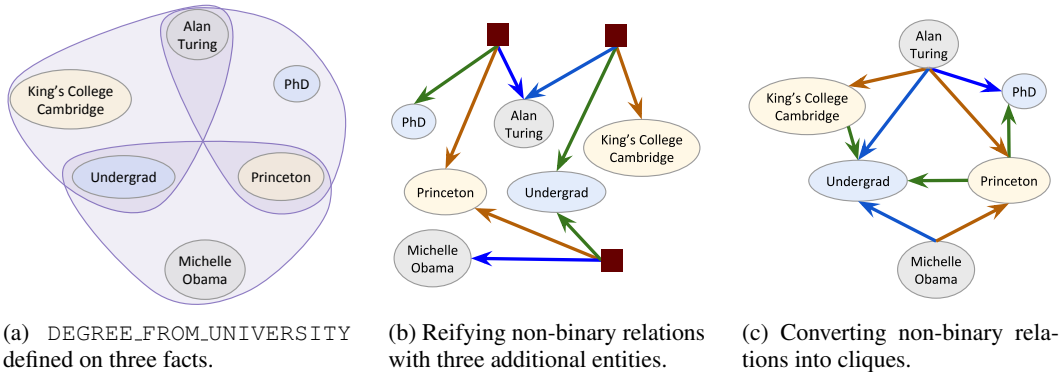 Alan
Turing
PhD
King's College
Cambridge
Undergrad
Princeton
Michelle
Obama
(a) DEGREE_FROM_UNIVERSITY
defined on three facts.
PhD
Alan
Turing
King's College
Cambridge
Princeton
Undergrad
Michelle
Obama
(b) Reifying non-binary relations
with three additional entities.
Alan
Turing
King's College
Cambridge
PhD
Undergrad
Princeton
Michelle
Obama
(c) Converting non-binary rela-
tions into cliques.